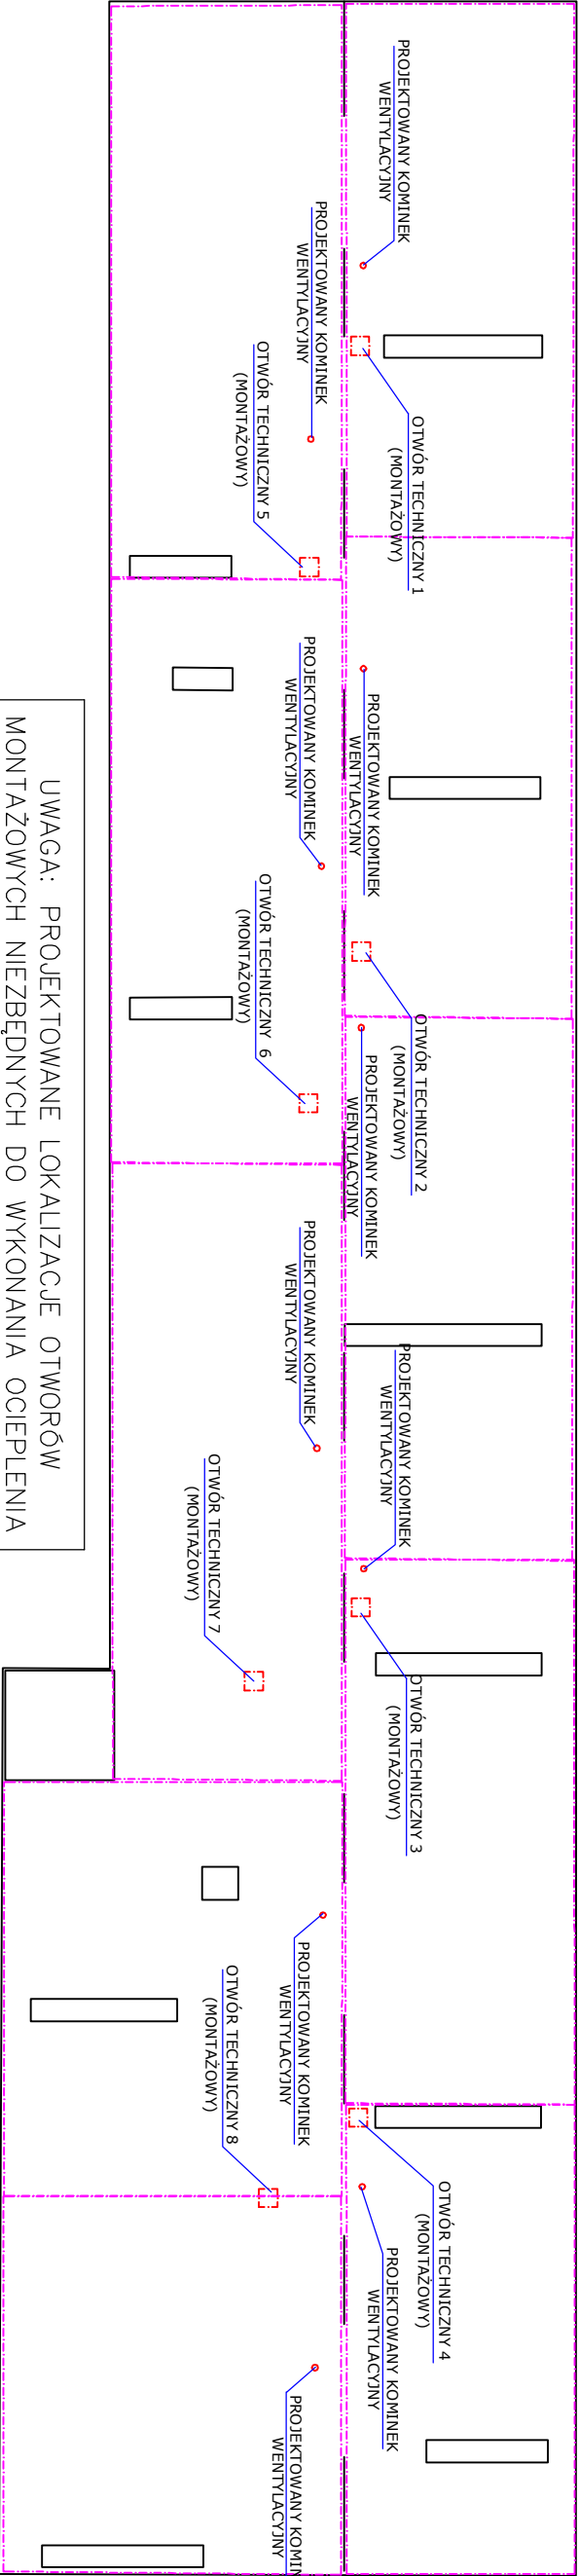 PROJEKTOWANY KOMINEK
WENTYLACYJNY
OTWÓR TECHNICZNY 1
(MONTAŻOWY)
PROJEKTOWANY KOMINEK
WENTYLACYJNY
OTWÓR TECHNICZNY 2
(MONTAŻOWY)
PROJEKTOWANY KOMINEK
WENTYLACYJNY
PROJEKTOWANY KOMINEK
WENTYLACYJNY
OTWÓR TECHNICZNY 3
(MONTAŻOWY)
OTWÓR TECHNICZNY 4
(MONTAŻOWY)
PROJEKTOWANY KOMINEK
WENTYLACYJNY
PROJEKTOWANY KOMINEK
WENTYLACYJNY
OTWÓR TECHNICZNY 5
(MONTAŻOWY)
PROJEKTOWANY KOMINEK
WENTYLACYJNY
OTWÓR TECHNICZNY 6
(MONTAŻOWY)
PROJEKTOWANY KOMINEK
WENTYLACYJNY
OTWÓR TECHNICZNY 7
(MONTAŻOWY)
PROJEKTOWANY KOMINEK
WENTYLACYJNY
OTWÓR TECHNICZNY 8
(MONTAŻOWY)
PROJEKTOWANY KOMIN
WENTYLACYJNY
UWAGA: PROJEKTOWANE LOKALIZACJE OTWORÓW
MONTAŻOWYCH NIEZBĘDNYCH DO WYKONANIA OCIEPLENIA